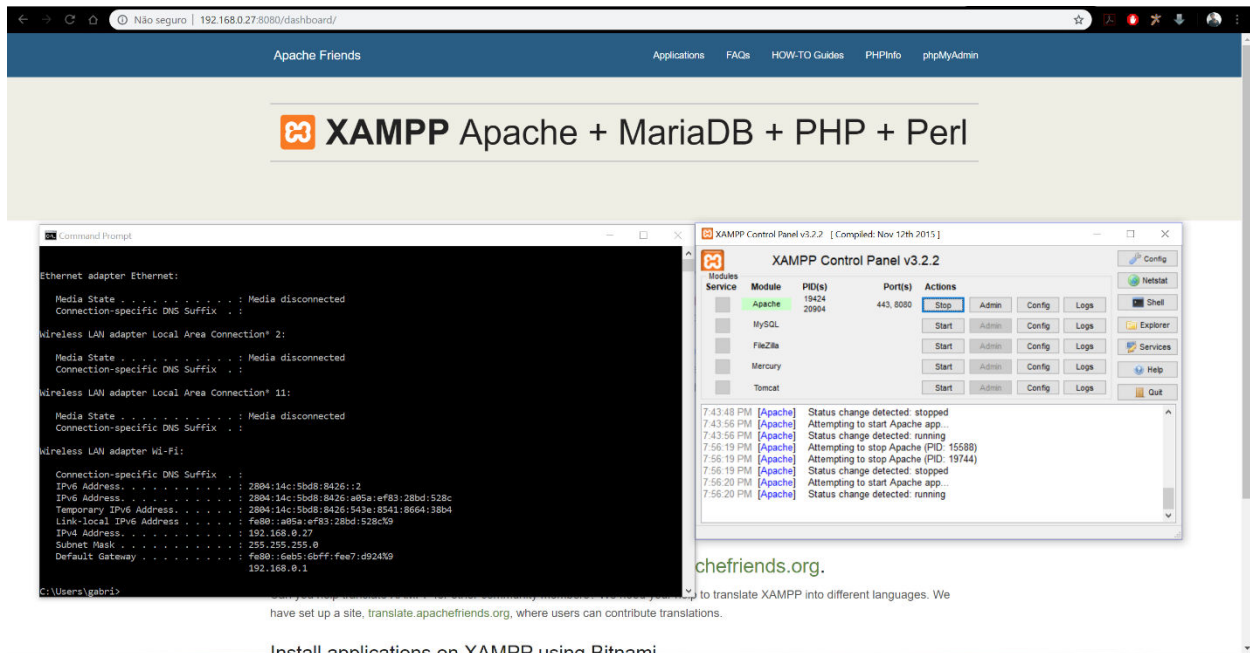 Não seguro | 192.168.0.27:8080/dashboard/
Apache Friends
Applications FAQs HOW-TO Guides PHPInfo phpMyAdmin
XAMPP Apache + MariaDB + PHP + Perl
Command Prompt
Ethernet adapter Ethernet:
Media State . . . . . . . . . . . : Media disconnected
Connection-specific DNS Suffix . :
Wireless LAN adapter Local Area Connection* 2:
Media State . . . . . . . . . . . : Media disconnected
Connection-specific DNS Suffix . :
Wireless LAN adapter Local Area Connection* 11:
Media State . . . . . . . . . . . : Media disconnected
Connection-specific DNS Suffix . :
Wireless LAN adapter Wi-Fi:
Connection-specific DNS Suffix . :
IPv6 Address. . . . . . . . . . . : 2804:14c:5bd8:8426::2
IPv6 Address. . . . . . . . . . . : 2804:14c:5bd8:8426:a05a:ef83:28bd:528c
Temporary IPv6 Address. . . . . . : 2804:14c:5bd8:8426:543e:8541:8664:38b4
Link-local IPv6 Address . . . . . : fe80::a05a:ef83:28bd:528c%9
IPv4 Address. . . . . . . . . . . : 192.168.0.27
Subnet Mask . . . . . . . . . . . : 255.255.255.0
Default Gateway . . . . . . . . . : fe80::6eb5:6bff:fee7:d924%9
192.168.0.1
C:\Users\gabri>
XAMPP Control Panel v3.2.2 [ Compiled: Nov 12th 2015 ]
XAMPP Control Panel v3.2.2
Config
Modules
Service Module PID(s) Port(s) Actions
Netstat
Apache 19424 20904 443, 8080 Stop Admin Config Logs
Shell
MySQL Start Admin Config Logs
Explorer
FileZilla Start Admin Config Logs
Services
Mercury Start Admin Config Logs
Help
Tomcat Start Admin Config Logs
Quit
7:43:48 PM [Apache] Status change detected: stopped
7:43:56 PM [Apache] Attempting to start Apache app...
7:43:56 PM [Apache] Status change detected: running
7:56:19 PM [Apache] Attempting to stop Apache (PID: 15588)
7:56:19 PM [Apache] Attempting to stop Apache (PID: 19744)
7:56:19 PM [Apache] Status change detected: stopped
7:56:20 PM [Apache] Attempting to start Apache app...
7:56:20 PM [Apache] Status change detected: running
chefriends.org.
to translate XAMPP into different languages. We
have set up a site, translate.apachefriends.org, where users can contribute translations.
Install applications on XAMPP using Bitnami